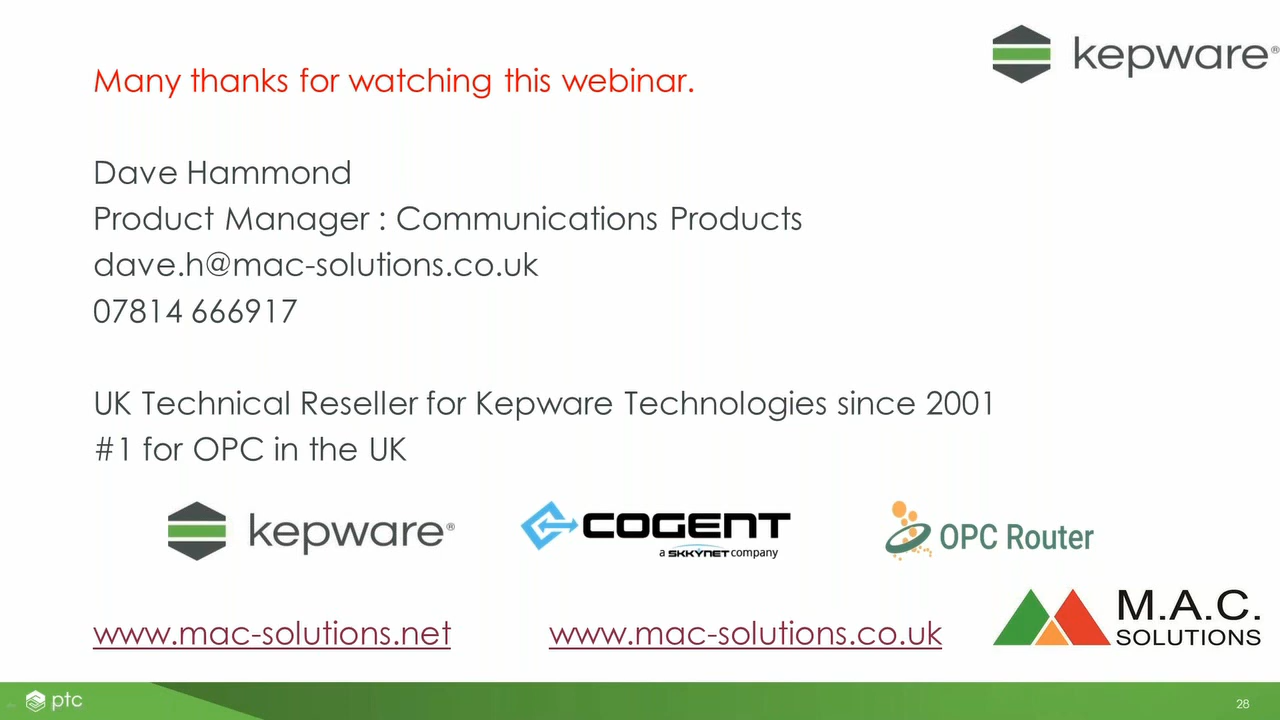 kepware®
Many thanks for watching this webinar.
Dave Hammond
Product Manager : Communications Products
dave.h@mac-solutions.co.uk
07814 666917
UK Technical Reseller for Kepware Technologies since 2001
#1 for OPC in the UK
kepware®
COGENT
a SKKYNET company
OPC Router
www.mac-solutions.net
www.mac-solutions.co.uk
M.A.C.
SOLUTIONS
ptc
28